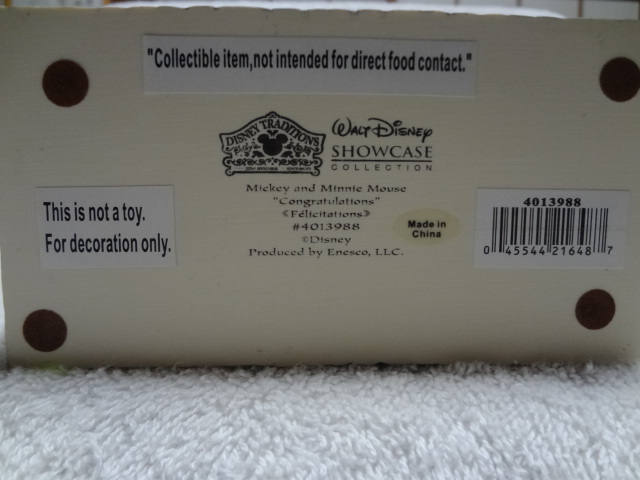 "Collectible item,not intended for direct food contact."
DISNEY TRADITIONS
WALT DISNEY
SHOWCASE
COLLECTION
Mickey and Minnie Mouse
"Congratulations"
《Félicitations》
#4013988
©Disney
Produced by Enesco, LLC.
This is not a toy.
For decoration only.
Made in
China
4013988
0 45544 21648 7